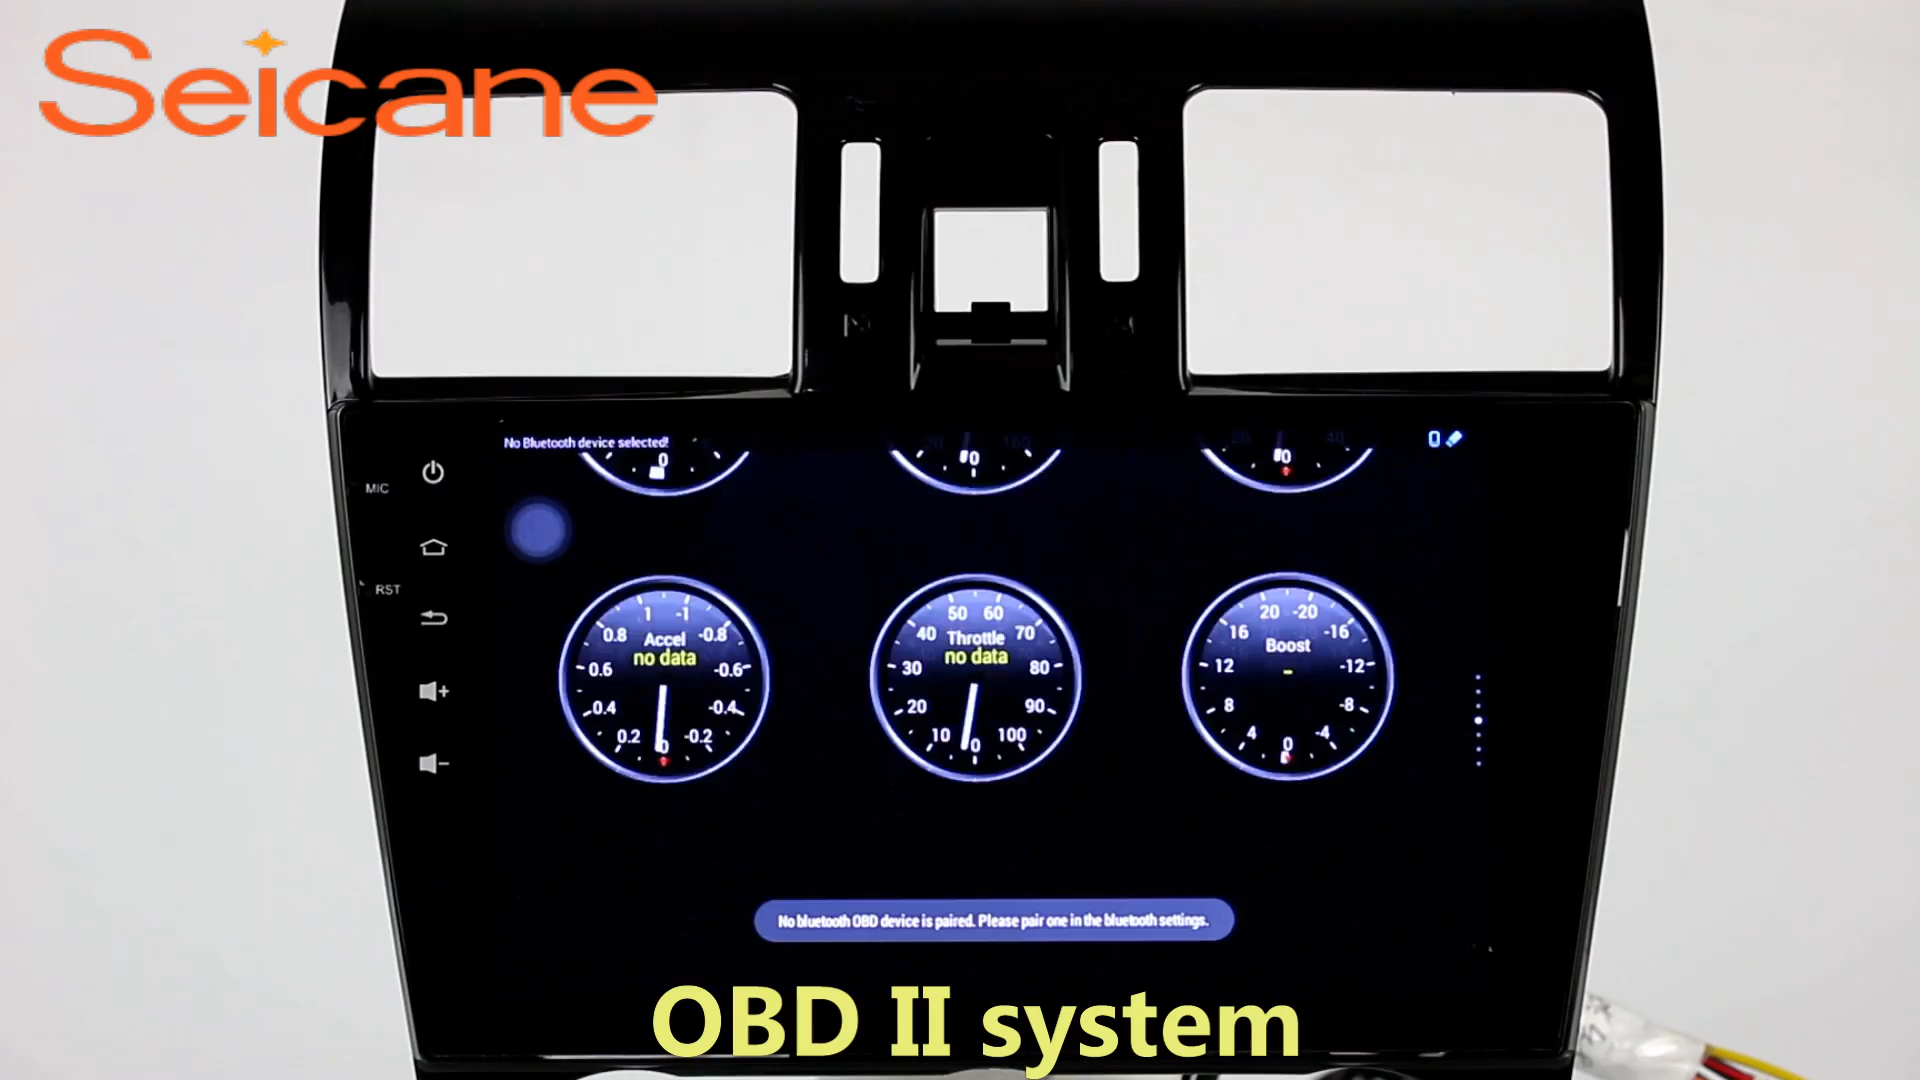 Seicane
No Bluetooth device selected!
0
0
0
MIC
RST
1 -1
0.8 -0.8
Accel
no data
0.6 -0.6
0.4 -0.4
0.2 -0.2
0
50 60
40 70
Throttle
no data
30 80
20 90
10 100
0
20 -20
16 -16
Boost
-
12 -12
8 -8
4 -4
0
No bluetooth OBD device is paired. Please pair one in the bluetooth settings.
OBD II system